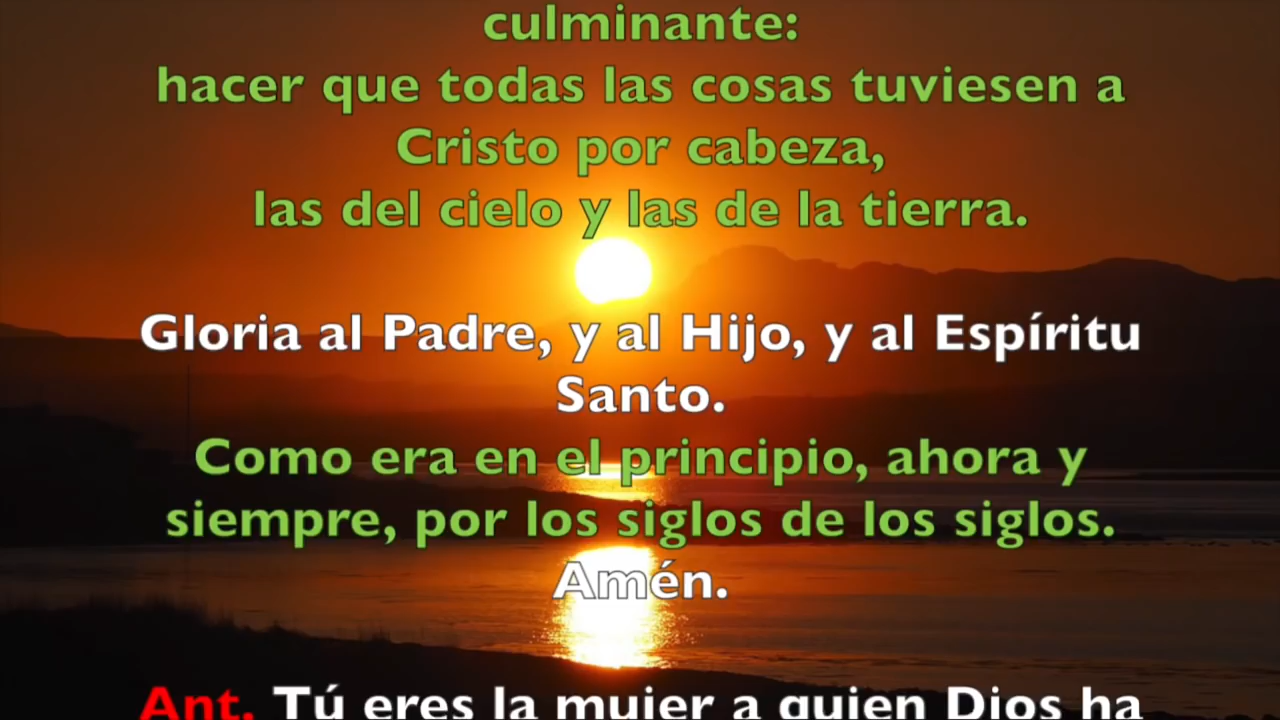 culminante:
hacer que todas las cosas tuviesen a
Cristo por cabeza,
las del cielo y las de la tierra.
Gloria al Padre, y al Hijo, y al Espíritu
Santo.
Como era en el principio, ahora y
siempre, por los siglos de los siglos.
Amén.
Ant. Tú eres la mujer a quien Dios ha